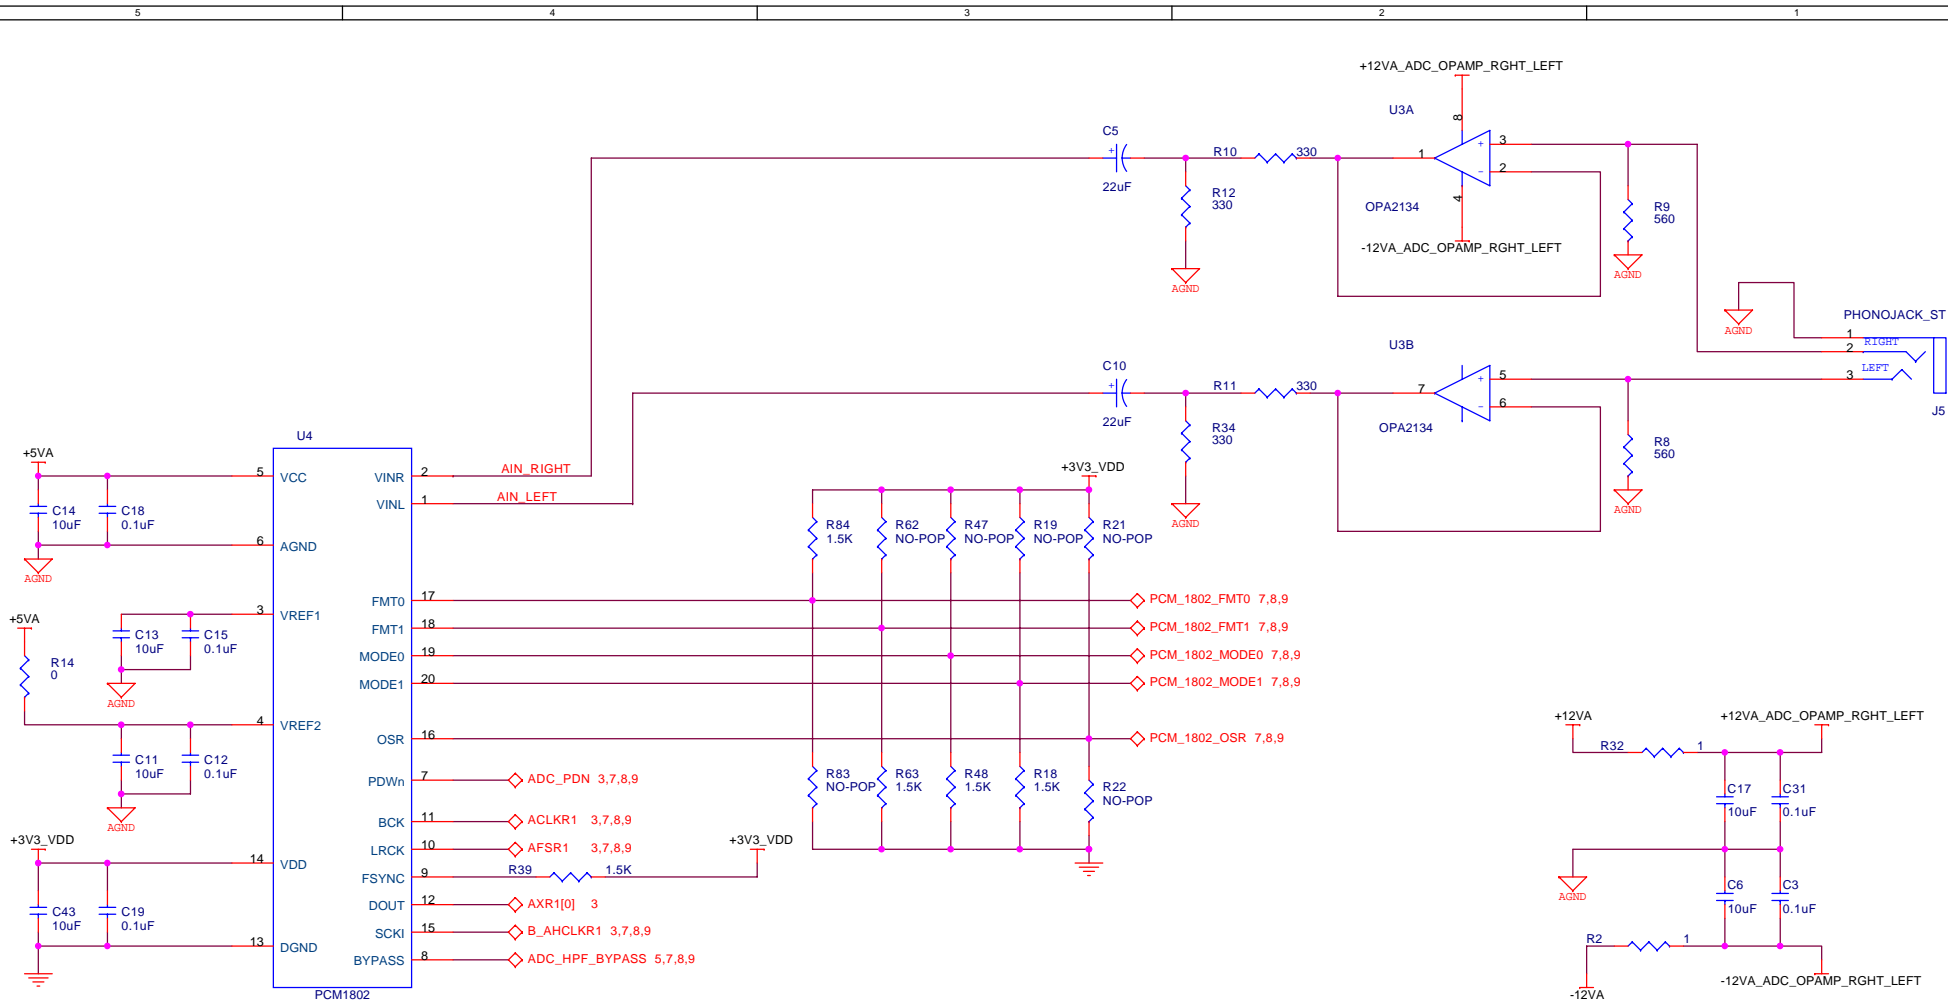 5 4 3 2 1
+12VA_ADC_OPAMP_RGHT_LEFT
U3A
8
3
1
2
4
+
-
OPA2134
-12VA_ADC_OPAMP_RGHT_LEFT
C5
+
22uF
R10 330
R12
330
AGND
R9
560
AGND
AGND
PHONOJACK_ST
1
2 RIGHT
3 LEFT
J5
U3B
5
7
6
+
-
OPA2134
C10
+
22uF
R11 330
R34
330
AGND
R8
560
AGND
U4
+5VA
5 VCC
C14
10uF
C18
0.1uF
6 AGND
AGND
VINR 2 AIN_RIGHT
VINL 1 AIN_LEFT
+3V3_VDD
R84
1.5K
R62
NO-POP
R47
NO-POP
R19
NO-POP
R21
NO-POP
3 VREF1
C13
10uF
C15
0.1uF
AGND
+5VA
R14
0
4 VREF2
C11
10uF
C12
0.1uF
AGND
FMT0 17 PCM_1802_FMT0 7,8,9
FMT1 18 PCM_1802_FMT1 7,8,9
MODE0 19 PCM_1802_MODE0 7,8,9
MODE1 20 PCM_1802_MODE1 7,8,9
OSR 16 PCM_1802_OSR 7,8,9
PDWn 7 ADC_PDN 3,7,8,9
BCK 11 ACLKR1 3,7,8,9
LRCK 10 AFSR1 3,7,8,9
FSYNC 9 R39 1.5K +3V3_VDD
DOUT 12 AXR1[0] 3
SCKI 15 B_AHCLKR1 3,7,8,9
BYPASS 8 ADC_HPF_BYPASS 5,7,8,9
R83
NO-POP
R63
1.5K
R48
1.5K
R18
1.5K
R22
NO-POP
+3V3_VDD
14 VDD
C43
10uF
C19
0.1uF
13 DGND
PCM1802
+12VA
+12VA_ADC_OPAMP_RGHT_LEFT
R32 1
C17
10uF
C31
0.1uF
AGND
C6
10uF
C3
0.1uF
R2 1
-12VA
-12VA_ADC_OPAMP_RGHT_LEFT